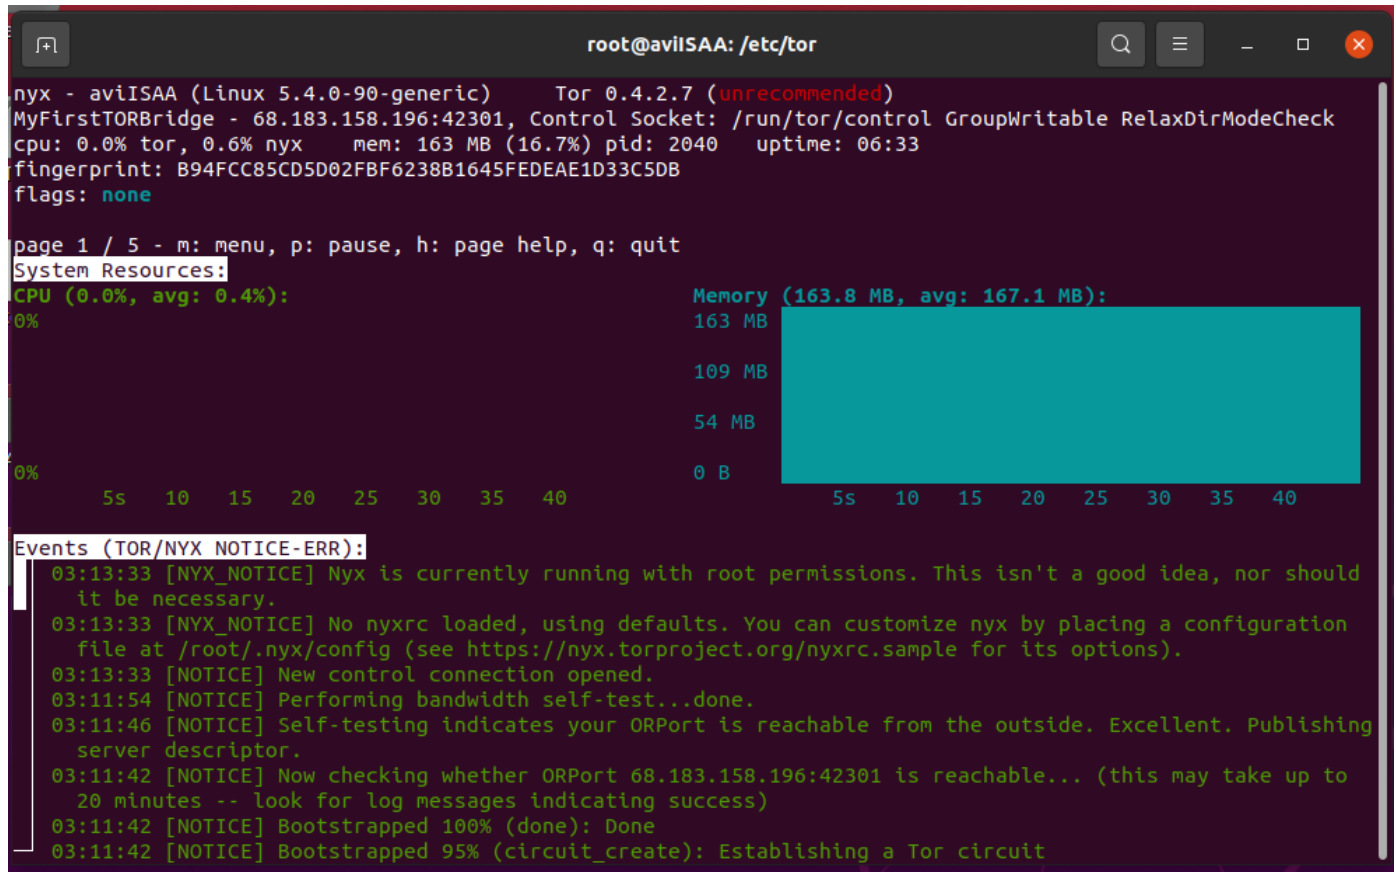 root@aviISAA: /etc/tor
nyx - aviISAA (Linux 5.4.0-90-generic)     Tor 0.4.2.7 (unrecommended)
MyFirstTORBridge - 68.183.158.196:42301, Control Socket: /run/tor/control GroupWritable RelaxDirModeCheck
cpu: 0.0% tor, 0.6% nyx    mem: 163 MB (16.7%) pid: 2040   uptime: 06:33
fingerprint: B94FCC85CD5D02FBF6238B1645FEDEAE1D33C5DB
flags: none
page 1 / 5 - m: menu, p: pause, h: page help, q: quit
System Resources:
CPU (0.0%, avg: 0.4%):
0%
0%
5s 10 15 20 25 30 35 40
Memory (163.8 MB, avg: 167.1 MB):
163 MB
109 MB
54 MB
0 B
5s 10 15 20 25 30 35 40
Events (TOR/NYX NOTICE-ERR):
03:13:33 [NYX_NOTICE] Nyx is currently running with root permissions. This isn't a good idea, nor should
it be necessary.
03:13:33 [NYX_NOTICE] No nyxrc loaded, using defaults. You can customize nyx by placing a configuration
file at /root/.nyx/config (see https://nyx.torproject.org/nyxrc.sample for its options).
03:13:33 [NOTICE] New control connection opened.
03:11:54 [NOTICE] Performing bandwidth self-test...done.
03:11:46 [NOTICE] Self-testing indicates your ORPort is reachable from the outside. Excellent. Publishing
server descriptor.
03:11:42 [NOTICE] Now checking whether ORPort 68.183.158.196:42301 is reachable... (this may take up to
20 minutes -- look for log messages indicating success)
03:11:42 [NOTICE] Bootstrapped 100% (done): Done
03:11:42 [NOTICE] Bootstrapped 95% (circuit_create): Establishing a Tor circuit